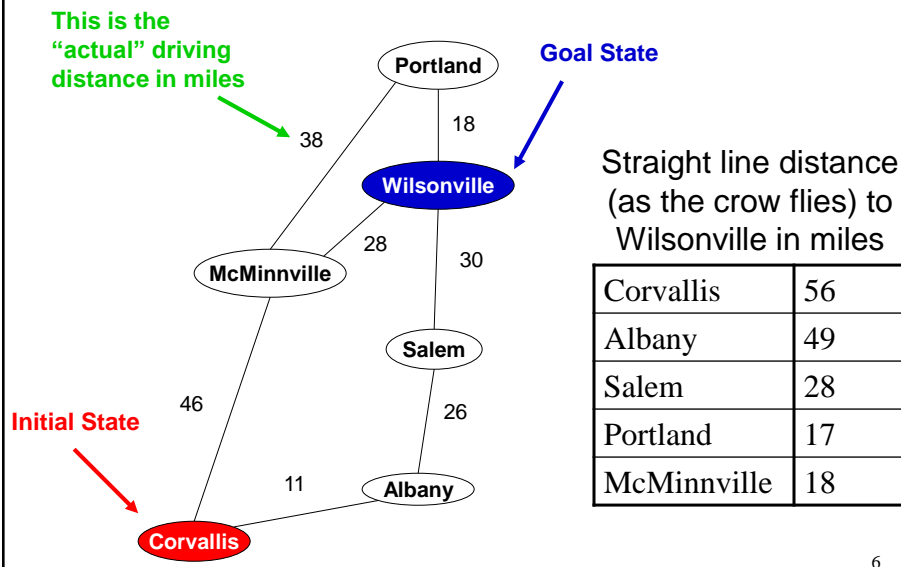 This is the
“actual” driving
distance in miles
Goal State
Portland
18
38
Wilsonville
28
McMinnville
30
Salem
46
26
Initial State
11
Albany
Corvallis
Straight line distance
(as the crow flies) to
Wilsonville in miles
Corvallis 56
Albany 49
Salem 28
Portland 17
McMinnville 18
6